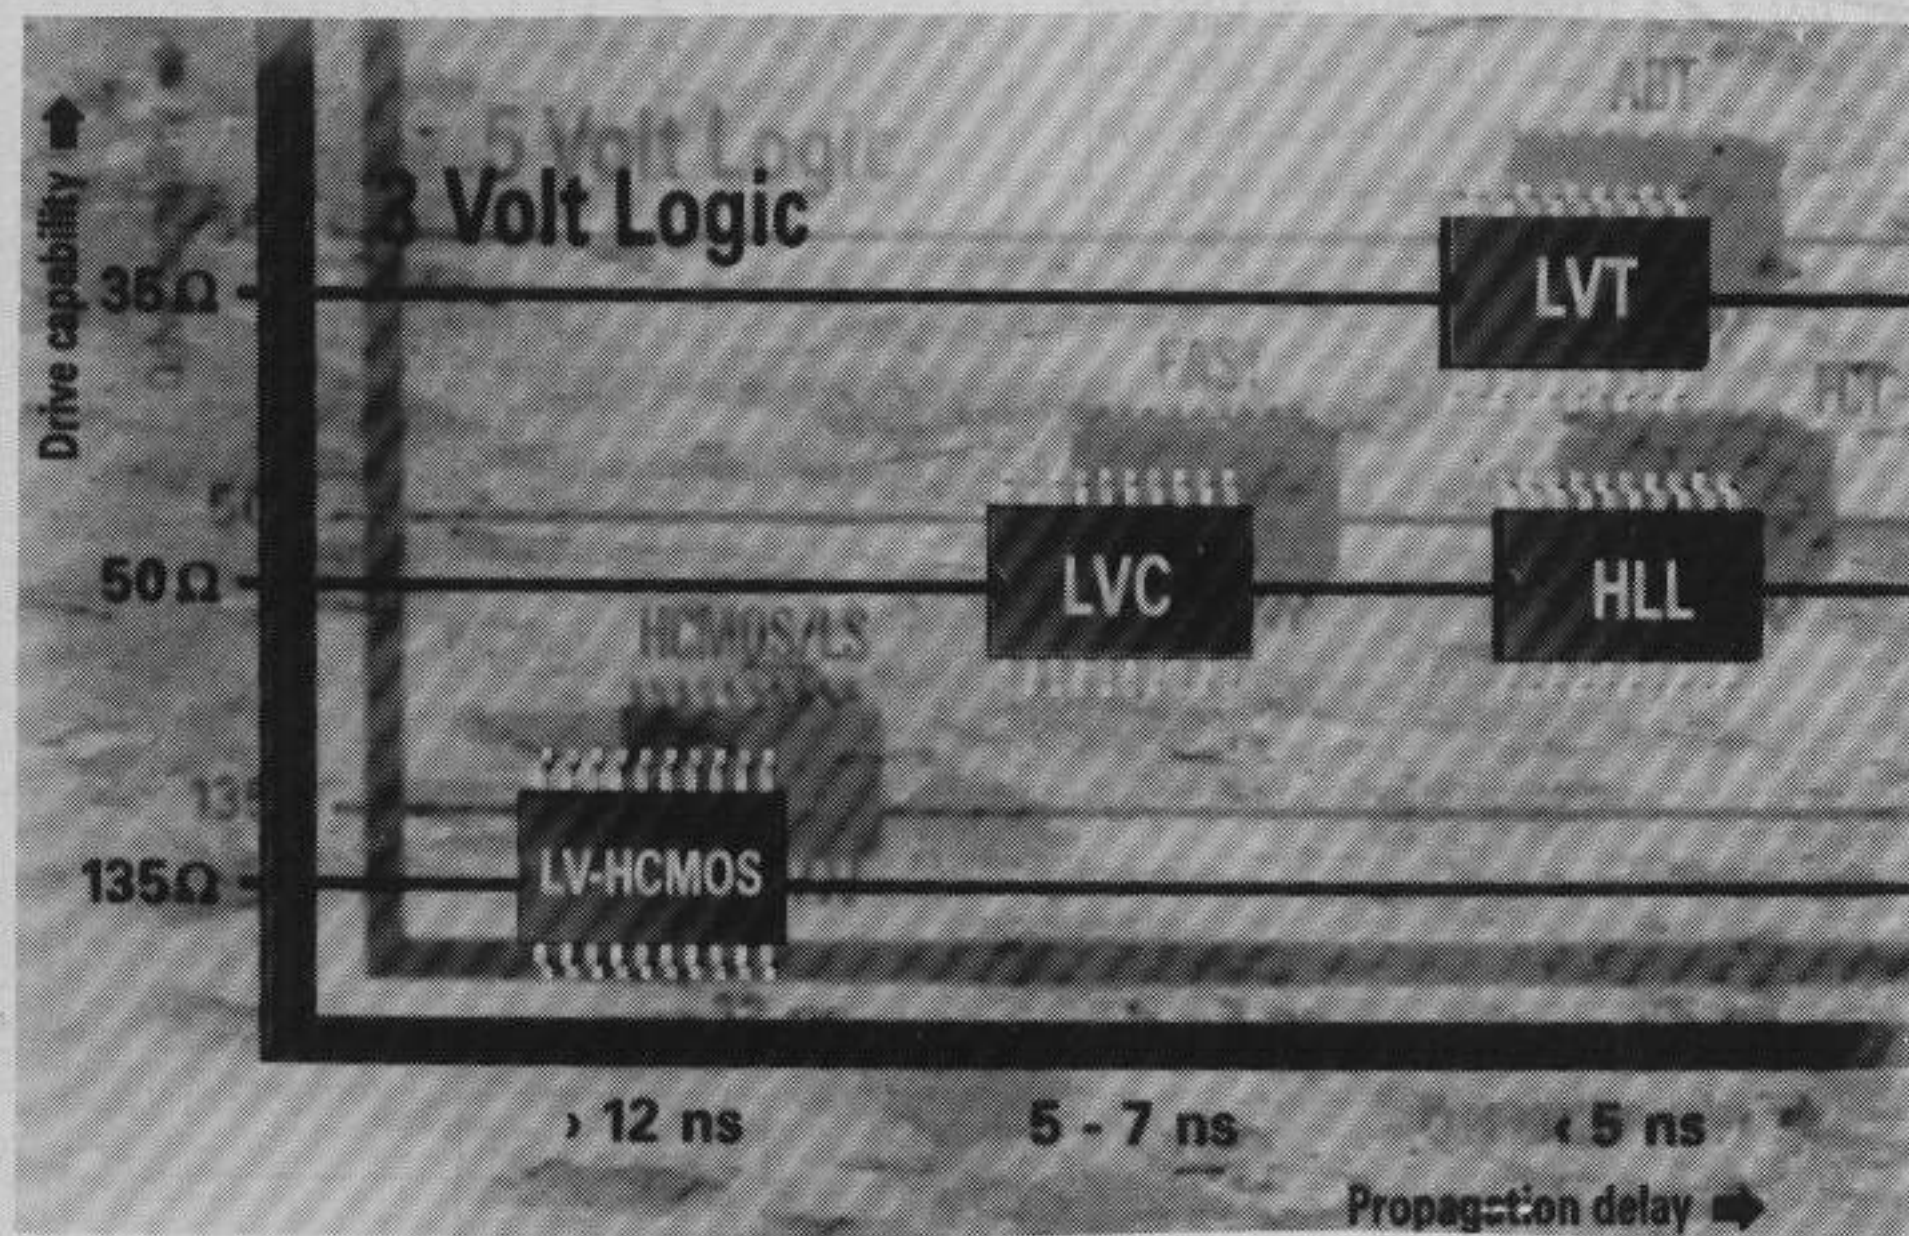 ABT
5 Volt Logic
3 Volt Logic
Drive capability
35Ω
LVT
FAST
50Ω
LVC
HLL
HCMOS/LS
135
135Ω
LV-HCMOS
› 12 ns
5 - 7 ns
‹ 5 ns
Propagation delay